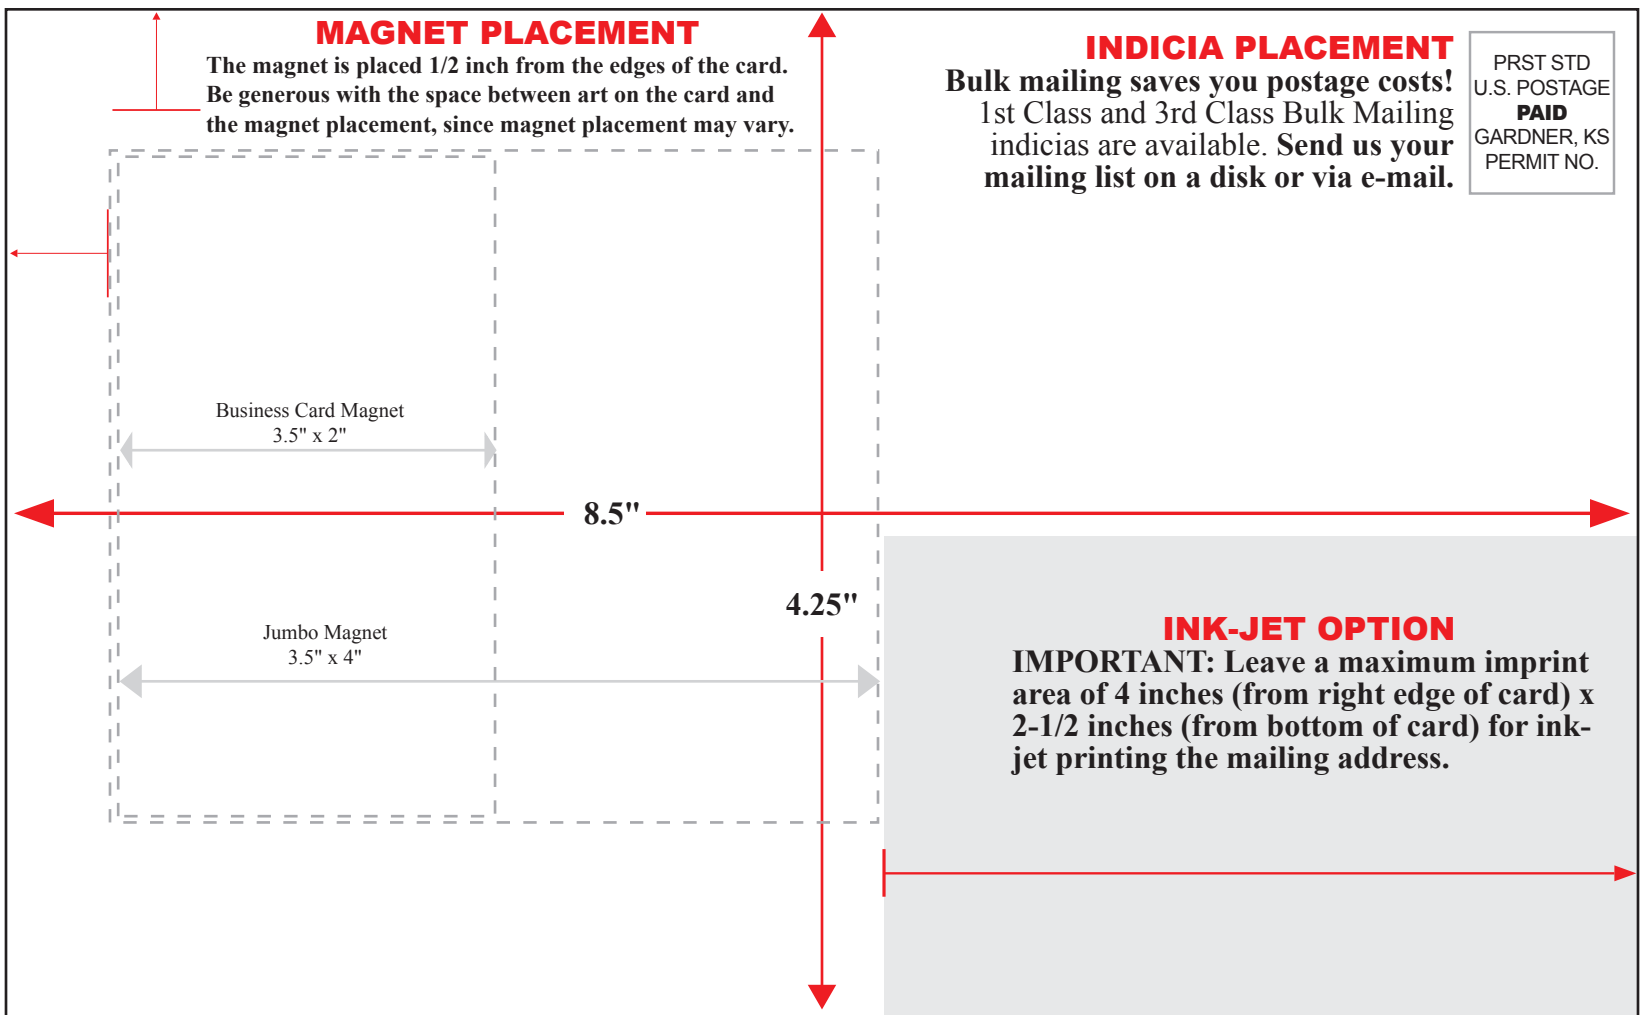 MAGNET PLACEMENT
The magnet is placed 1/2 inch from the edges of the card.
Be generous with the space between art on the card and
the magnet placement, since magnet placement may vary.
INDICIA PLACEMENT
Bulk mailing saves you postage costs!
1st Class and 3rd Class Bulk Mailing
indicias are available. Send us your
mailing list on a disk or via e-mail.
PRST STD
U.S. POSTAGE
PAID
GARDNER, KS
PERMIT NO.
Business Card Magnet
3.5" x 2"
8.5"
4.25"
Jumbo Magnet
3.5" x 4"
INK-JET OPTION
IMPORTANT: Leave a maximum imprint
area of 4 inches (from right edge of card) x
2-1/2 inches (from bottom of card) for ink-
jet printing the mailing address.